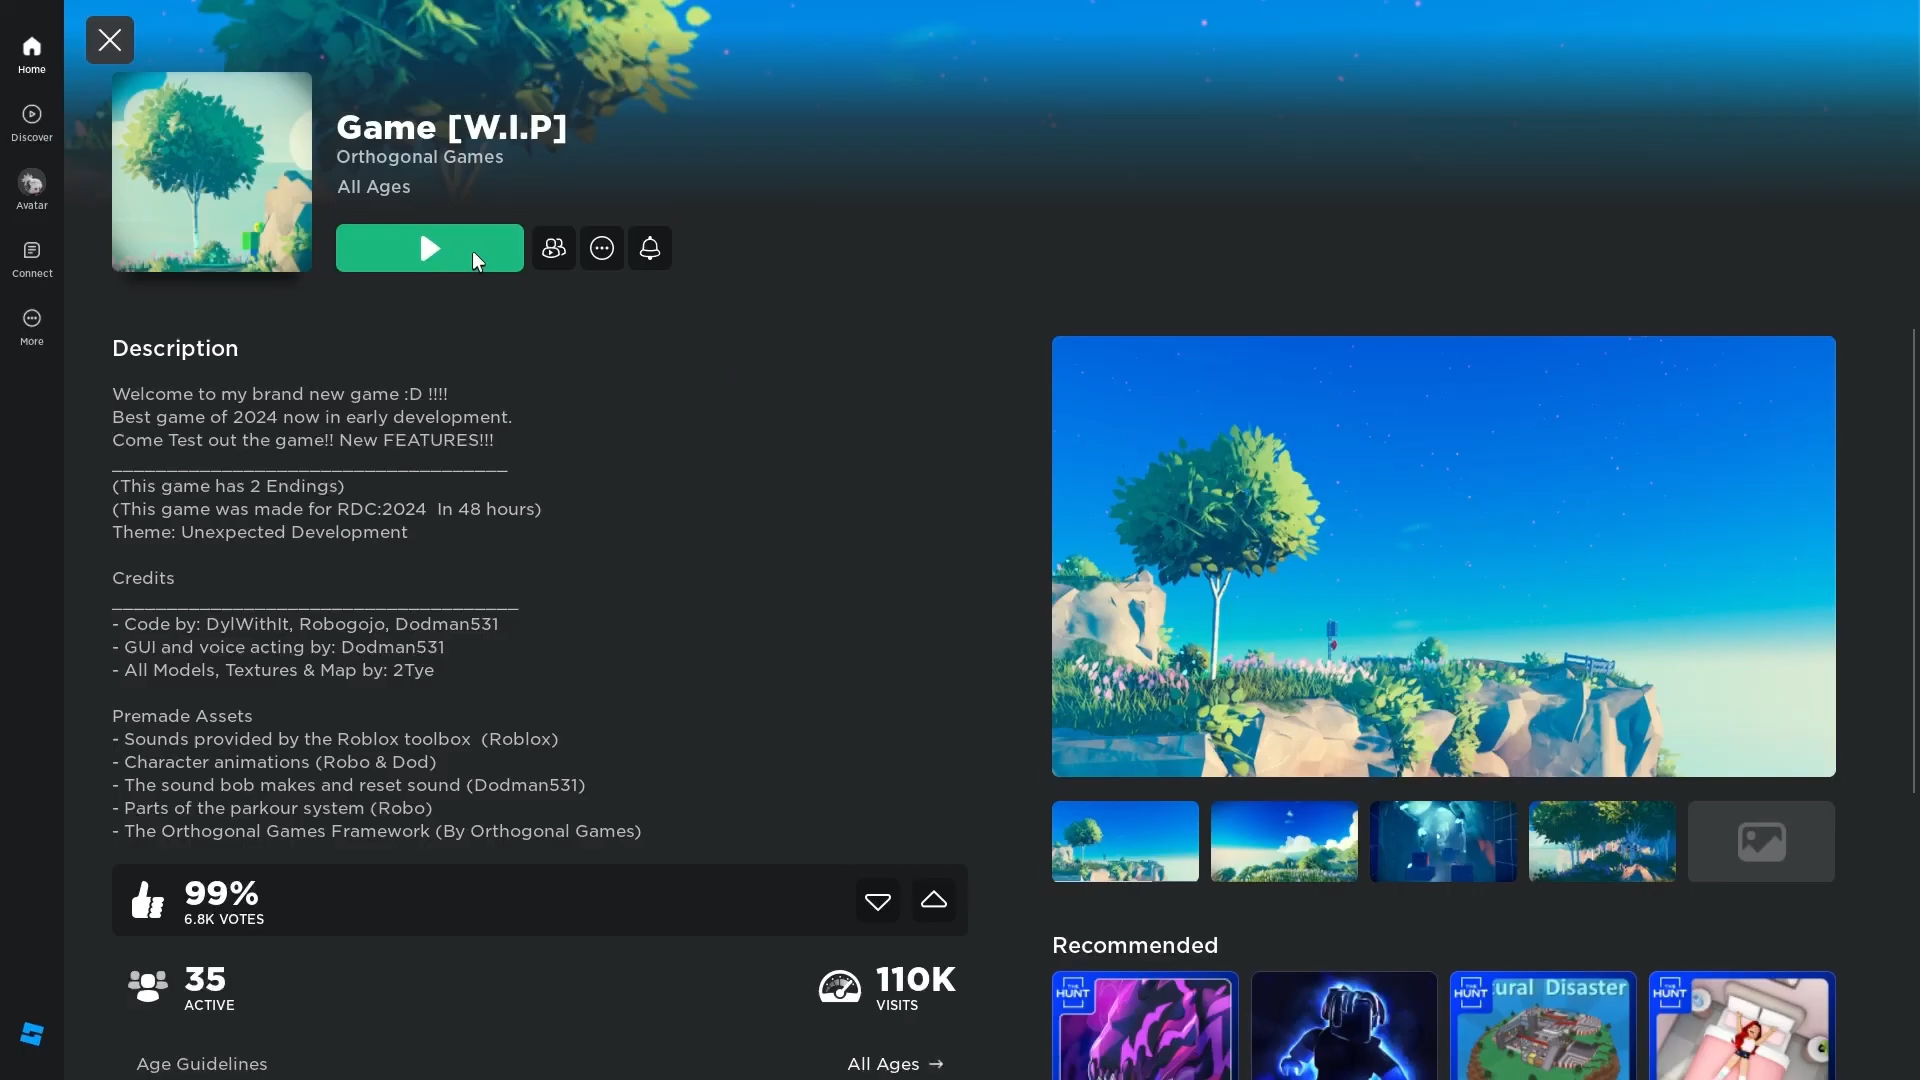 Home
Discover
Avatar
Connect
More
Game [W.I.P]
Orthogonal Games
All Ages
Description
Welcome to my brand new game :D !!!!
Best game of 2024 now in early development.
Come Test out the game!! New FEATURES!!!
(This game has 2 Endings)
(This game was made for RDC:2024  In 48 hours)
Theme: Unexpected Development
Credits
- Code by: DylWithIt, Robogojo, Dodman531
- GUI and voice acting by: Dodman531
- All Models, Textures & Map by: 2Tye
Premade Assets
- Sounds provided by the Roblox toolbox  (Roblox)
- Character animations (Robo & Dod)
- The sound bob makes and reset sound (Dodman531)
- Parts of the parkour system (Robo)
- The Orthogonal Games Framework (By Orthogonal Games)
99%
6.8K VOTES
35
ACTIVE
110K
VISITS
Age Guidelines
All Ages →
Recommended
THE HUNT
THE HUNT
ural Disaster
THE HUNT